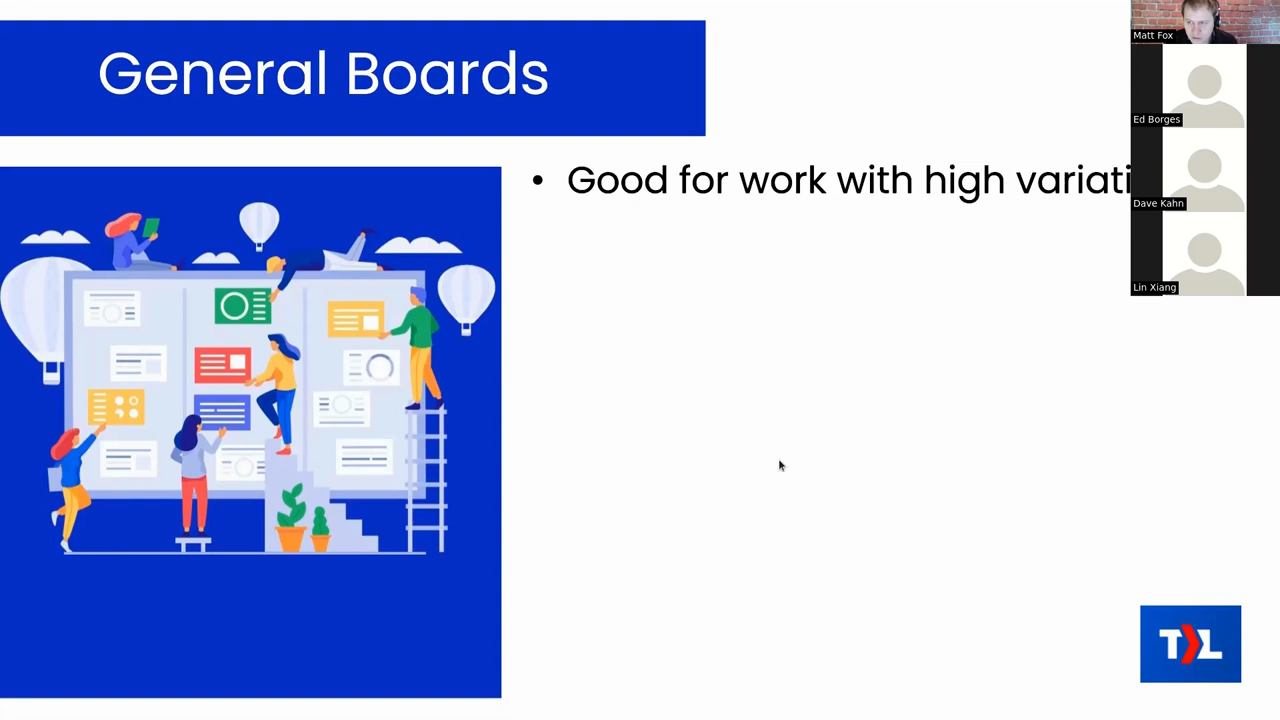 General Boards
• Good for work with high variati
Matt Fox
Ed Borges
Dave Kahn
Lin Xiang
TL